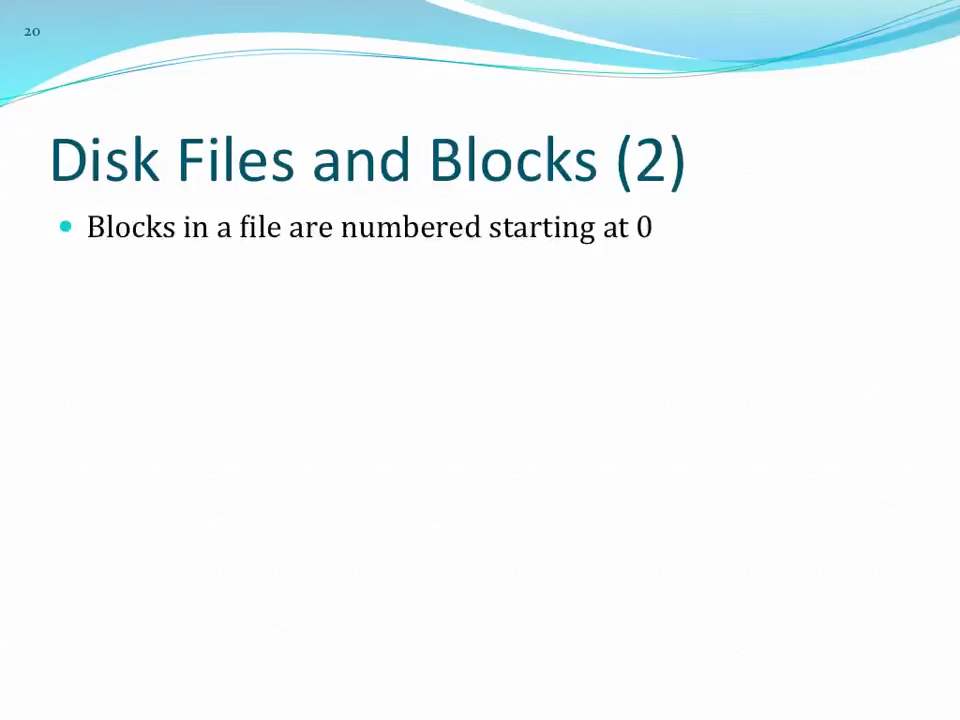 20
Disk Files and Blocks (2)
• Blocks in a file are numbered starting at 0